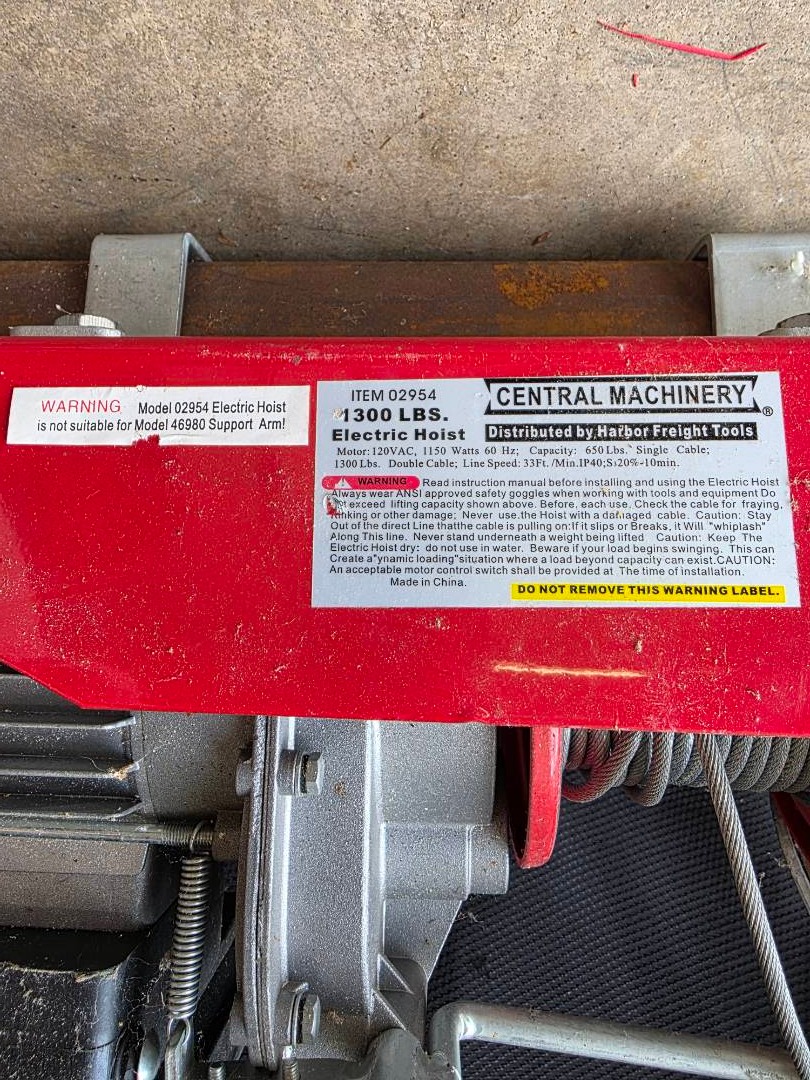 WARNING Model 02954 Electric Hoist
is not suitable for Model 46980 Support Arm!
ITEM 02954
1300 LBS.
Electric Hoist
CENTRAL MACHINERY ®
Distributed by Harbor Freight Tools
Motor:120VAC, 1150 Watts 60 Hz; Capacity: 650 Lbs. Single Cable;
1300 Lbs. Double Cable; Line Speed: 33Ft. /Min.IP40;S₃20%-10min.
WARNING Read instruction manual before installing and using the Electric Hoist
Always wear ANSI approved safety goggles when working with tools and equipment Do
not exceed lifting capacity shown above. Before, each use. Check the cable for fraying,
kinking or other damage; Never use the Hoist with a damaged cable. Caution: Stay
Out of the direct Line thatthe cable is pulling on:If it slips or Breaks, it Will "whiplash"
Along This line. Never stand underneath a weight being lifted Caution: Keep The
Electric Hoist dry: do not use in water. Beware if your load begins swinging. This can
Create a"ynamic loading"situation where a load beyond capacity can exist.CAUTION:
An acceptable motor control switch shall be provided at The time of installation.
Made in China.
DO NOT REMOVE THIS WARNING LABEL.